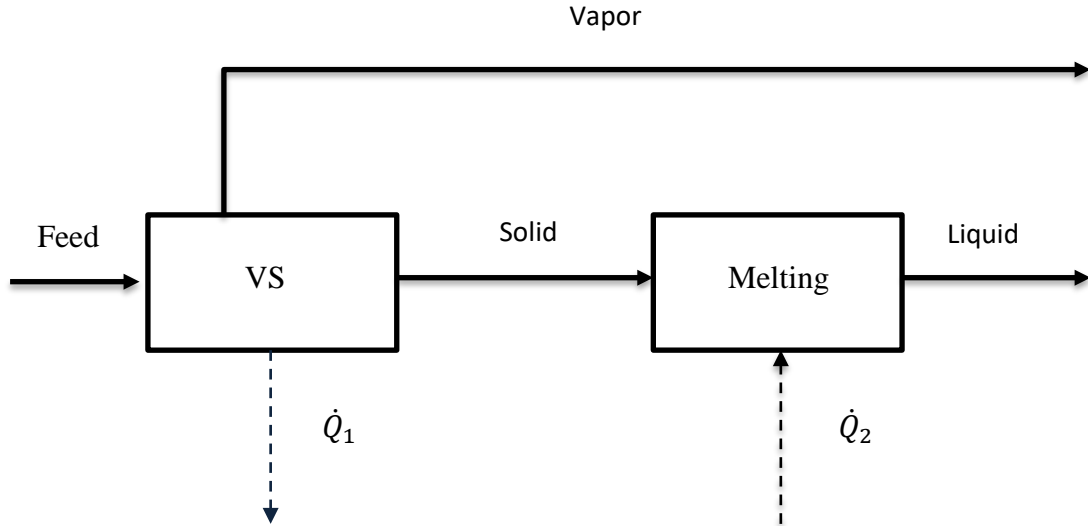 Vapor
Feed
VS
Solid
Melting
Liquid
Q̇₁
Q̇₂